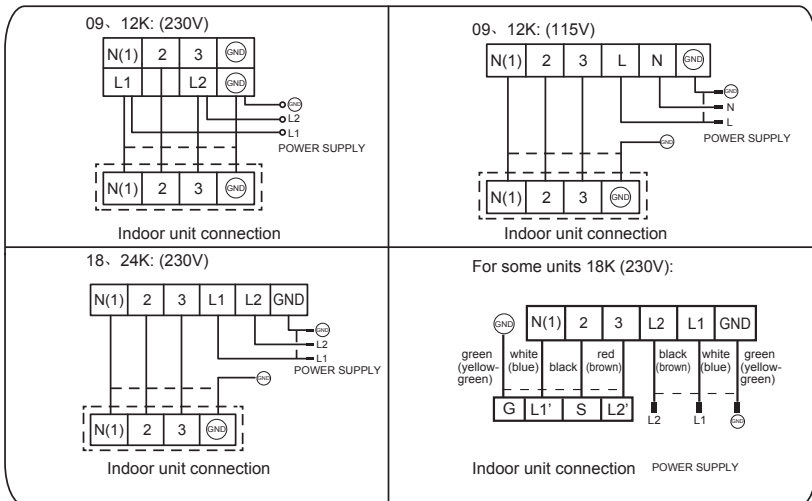 09、12K: (230V)
N(1) 2 3 GND
L1 L2 GND
GND
L2
L1
POWER SUPPLY
N(1) 2 3 GND
Indoor unit connection
09、12K: (115V)
N(1) 2 3 L N GND
GND
N
L
POWER SUPPLY
GND
N(1) 2 3 GND
Indoor unit connection
18、24K: (230V)
N(1) 2 3 L1 L2 GND
GND
L2
L1
POWER SUPPLY
GND
N(1) 2 3 GND
Indoor unit connection
For some units 18K (230V):
GND N(1) 2 3 L2 L1 GND
green (yellow-green)
white (blue)
black
red (brown)
black (brown)
white (blue)
green (yellow-green)
G L1’ S L2’
L2 L1 GND
Indoor unit connection POWER SUPPLY